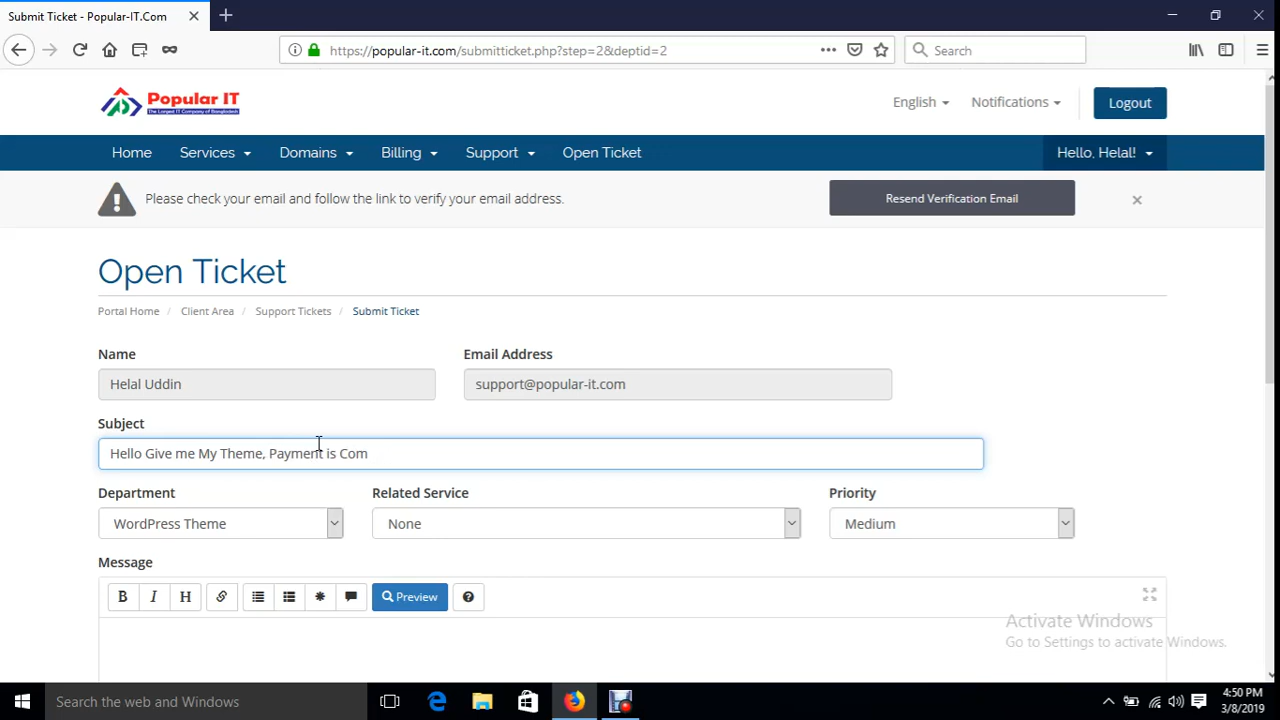 Submit Ticket - Popular-IT.Com
https://popular-it.com/submitticket.php?step=2&deptid=2
Search
Popular IT
The Largest IT Company of Bangladesh
English
Notifications
Logout
Home
Services
Domains
Billing
Support
Open Ticket
Hello, Helal!
Please check your email and follow the link to verify your email address.
Resend Verification Email
Open Ticket
Portal Home / Client Area / Support Tickets / Submit Ticket
Name
Email Address
Helal Uddin
support@popular-it.com
Subject
Hello Give me My Theme, Payment is Com
Department
Related Service
Priority
WordPress Theme
None
Medium
Message
B I H
Preview
Activate Windows
Go to Settings to activate Windows.
Search the web and Windows
4:50 PM
3/8/2019